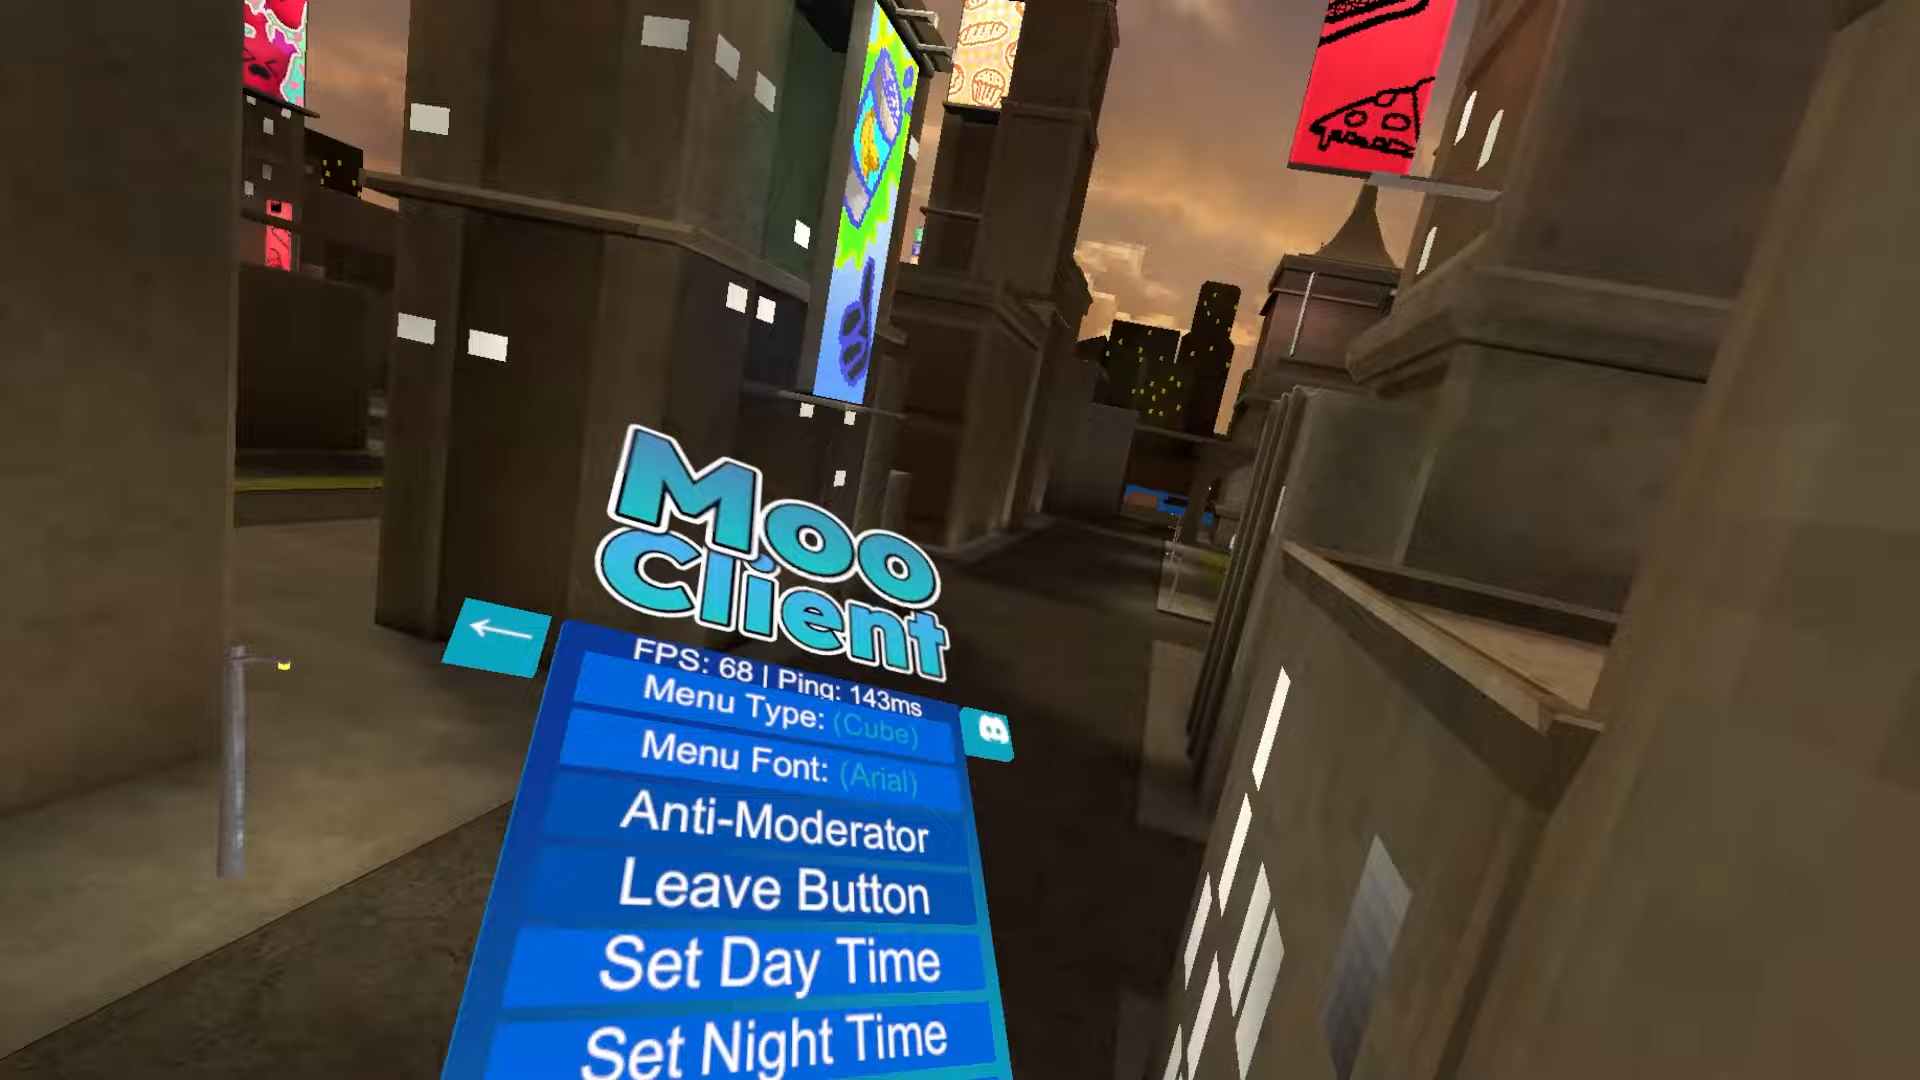 Moo
Client
FPS: 68 | Ping: 143ms
Menu Type: (Cube)
Menu Font: (Arial)
Anti-Moderator
Leave Button
Set Day Time
Set Night Time